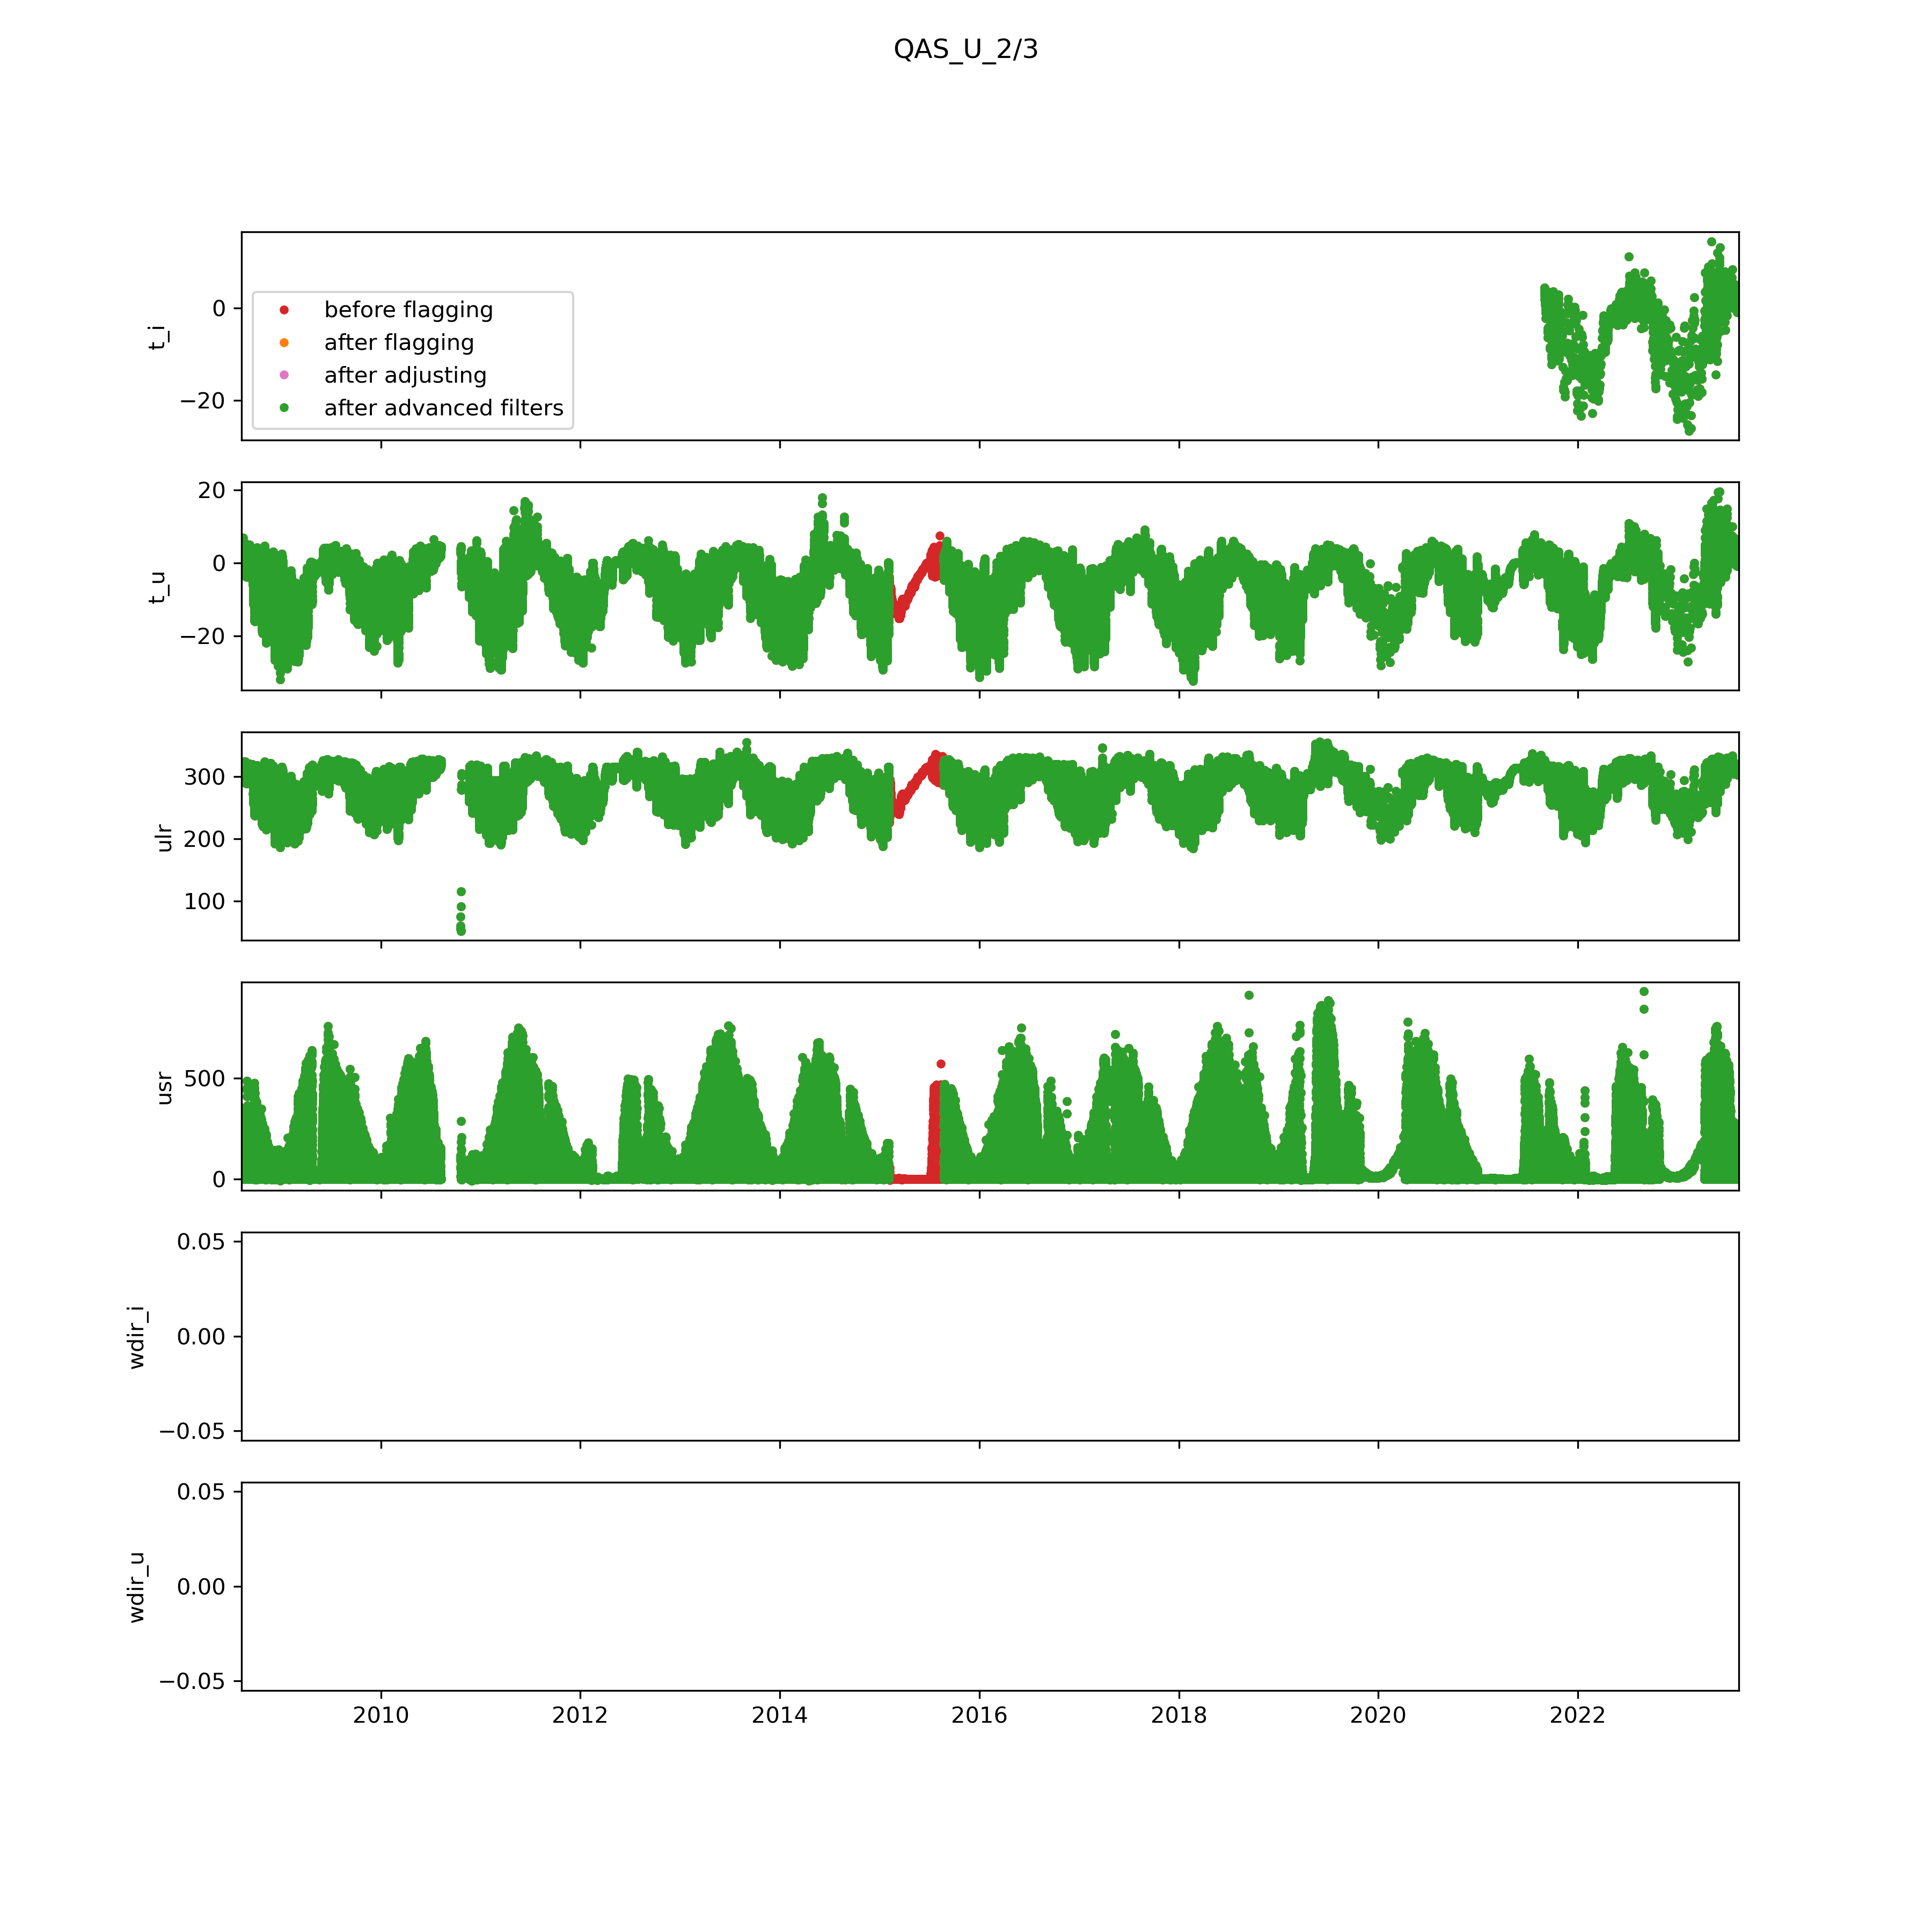 QAS_U_2/3
0
−20
t_i
before flagging
after flagging
after adjusting
after advanced filters
20
0
−20
t_u
300
200
100
ulr
500
0
usr
0.05
0.00
−0.05
wdir_i
0.05
0.00
−0.05
wdir_u
2010 2012 2014 2016 2018 2020 2022